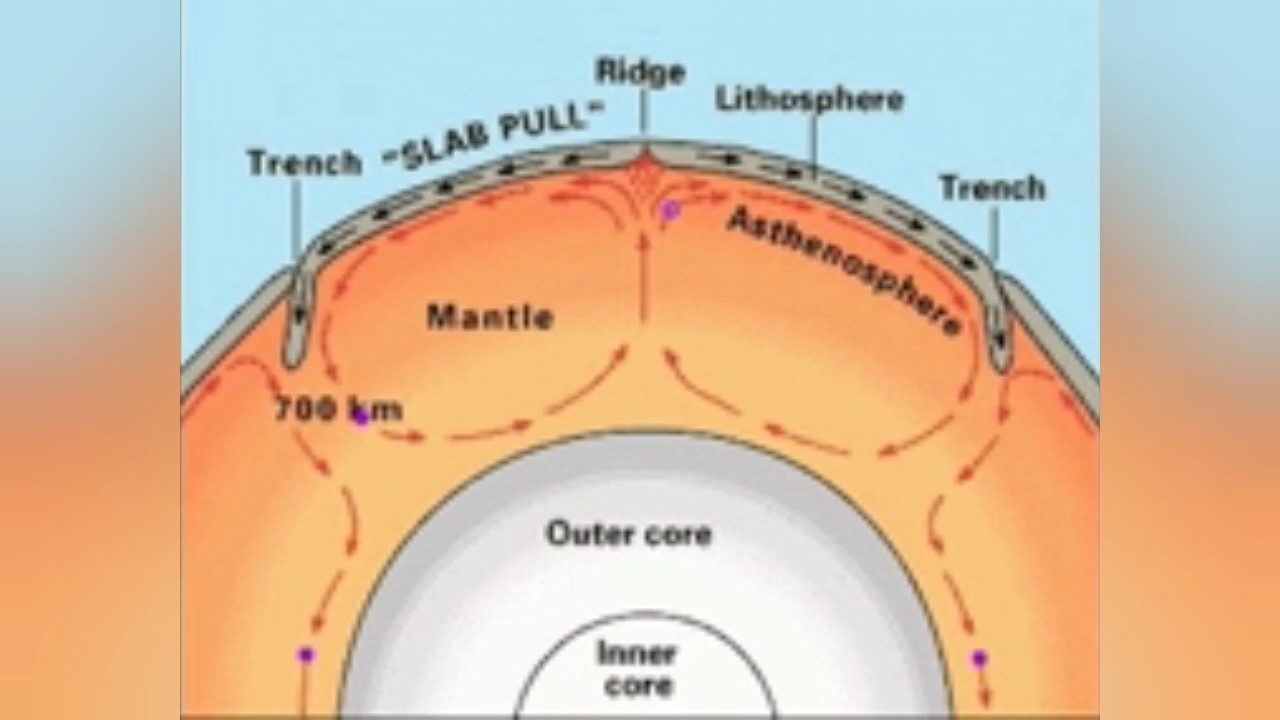 Ridge
Lithosphere
"SLAB PULL"
Trench
Trench
Asthenosphere
Mantle
700 km
Outer core
Inner
core